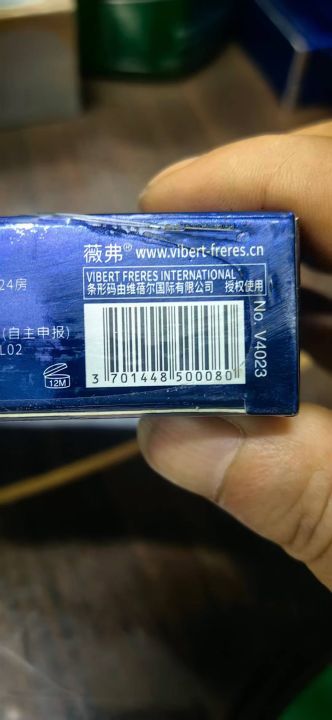 薇弗® www.vibert-freres.cn
VIBERT FRERES INTERNATIONAL
条形码由维蓓尔国际有限公司 授权使用
24房
(自主申报)
L02
12M
3 701448 500080
No. V4023